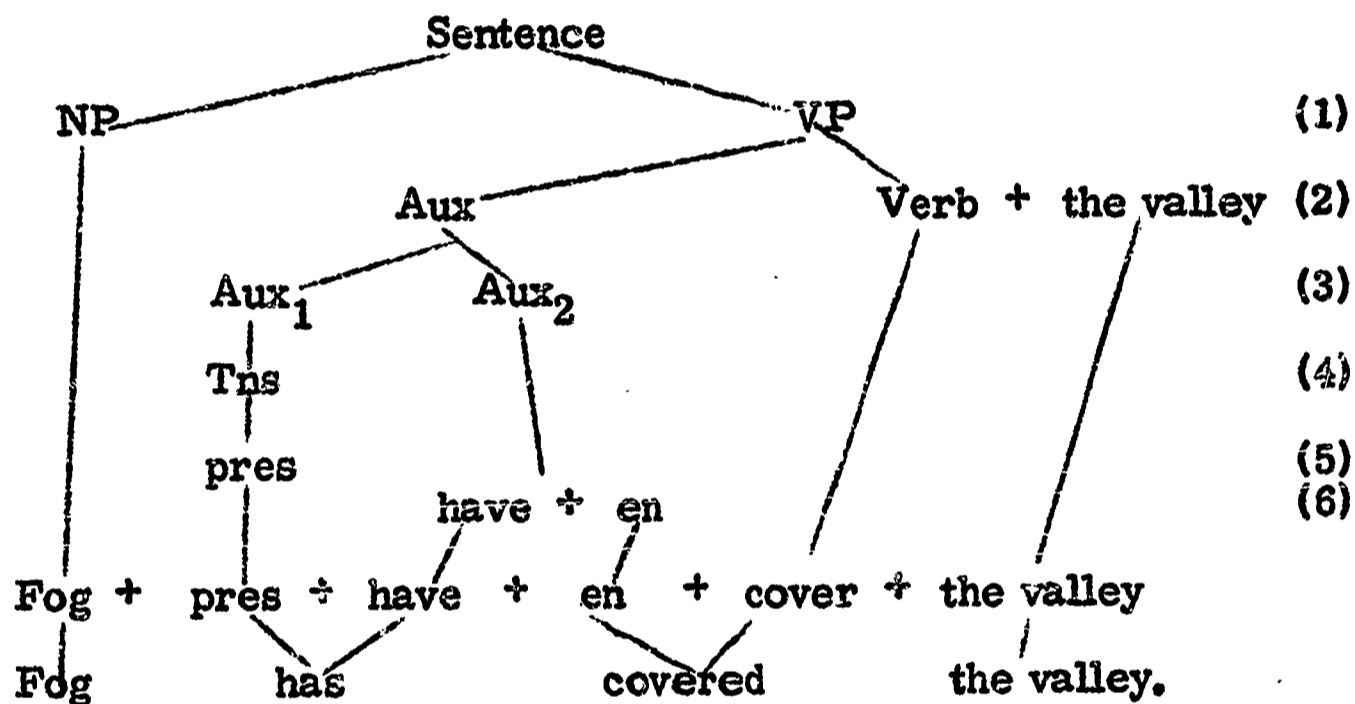 Sentence
NP VP (1)
Aux Verb + the valley (2)
Aux₁ Aux₂ (3)
Tns (4)
pres (5)
have + en (6)
Fog + pres + have + en + cover + the valley
Fog has covered the valley.